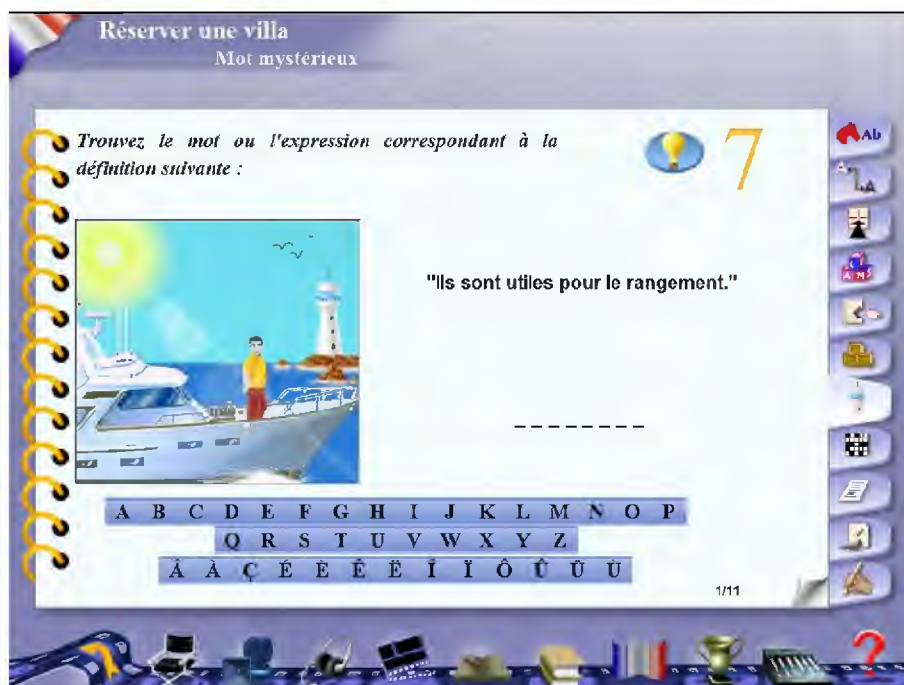 Réserver une villa
Mot mystérieux
Trouvez le mot ou l'expression correspondant à la
définition suivante :
7
Ab
"Ils sont utiles pour le rangement."
_ _ _ _ _ _ _ _
A B C D E F G H I J K L M N O P
Q R S T U V W X Y Z
Â À Ç É È Ê Ë Î Ï Ô Û Ü Ù
1/11
?